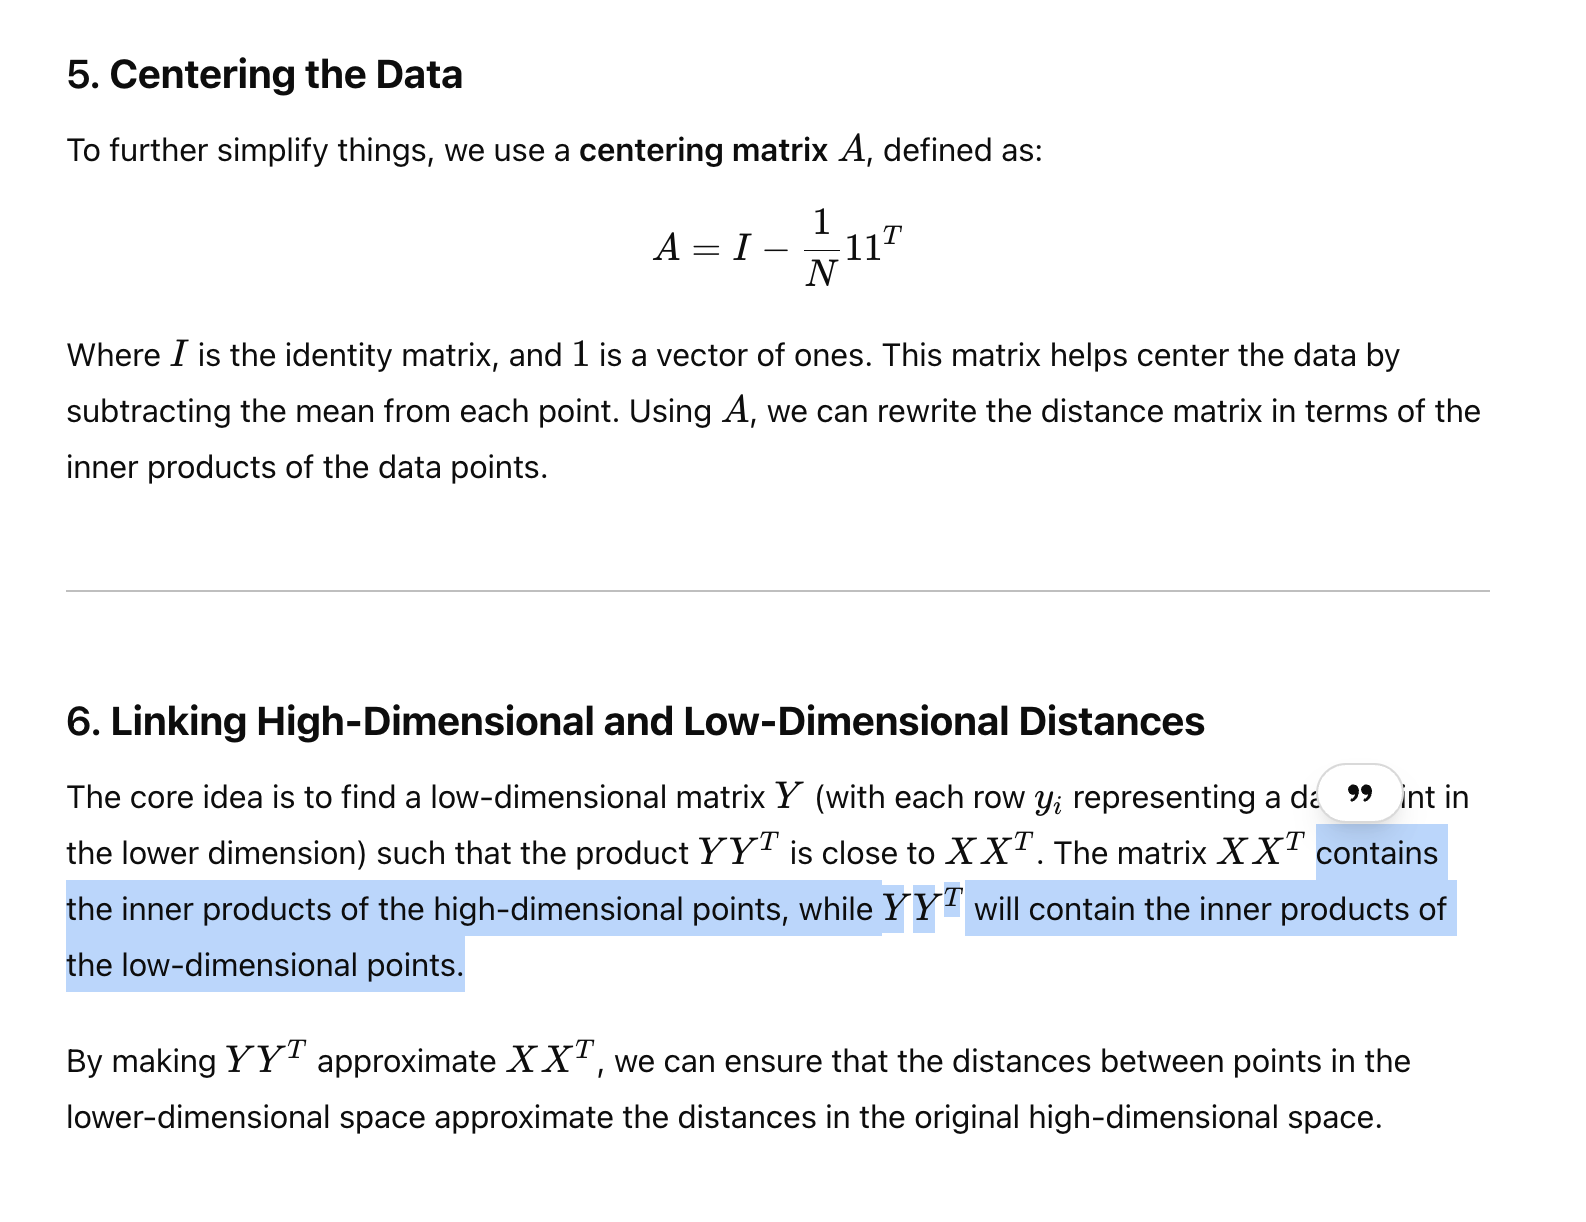 5. Centering the Data
To further simplify things, we use a centering matrix A, defined as:
A = I − \frac{1}{N} 11^T
Where I is the identity matrix, and 1 is a vector of ones. This matrix helps center the data by
subtracting the mean from each point. Using A, we can rewrite the distance matrix in terms of the
inner products of the data points.
6. Linking High-Dimensional and Low-Dimensional Distances
The core idea is to find a low-dimensional matrix Y (with each row y_i representing a in
the lower dimension) such that the product YY^T is close to XX^T. The matrix XX^T contains
the inner products of the high-dimensional points, while YY^T will contain the inner products of
the low-dimensional points.
By making YY^T approximate XX^T, we can ensure that the distances between points in the
lower-dimensional space approximate the distances in the original high-dimensional space.